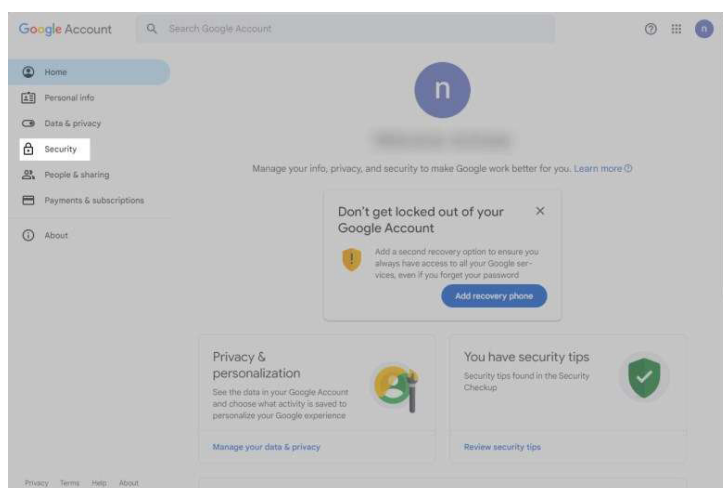 Google Account
Search Google Account
n
Home
Personal info
Data & privacy
Security
People & sharing
Payments & subscriptions
About
n
Manage your info, privacy, and security to make Google work better for you. Learn more
Don't get locked out of your
Google Account
Add a second recovery option to ensure you
always have access to all your Google ser-
vices, even if you forget your password
Add recovery phone
Privacy &
personalization
See the data in your Google Account
and choose what activity is saved to
personalize your Google experience
Manage your data & privacy
You have security tips
Security tips found in the Security
Checkup
Review security tips
Privacy Terms Help About